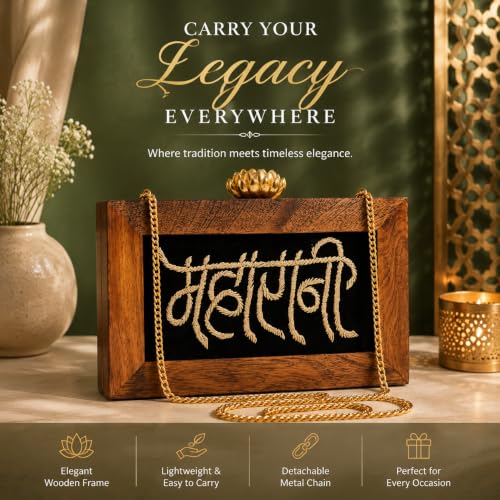 CARRY YOUR
Legacy
EVERYWHERE
Where tradition meets timeless elegance.
महारानी
Elegant
Wooden Frame
Lightweight &
Easy to Carry
Detachable
Metal Chain
Perfect for
Every Occasion